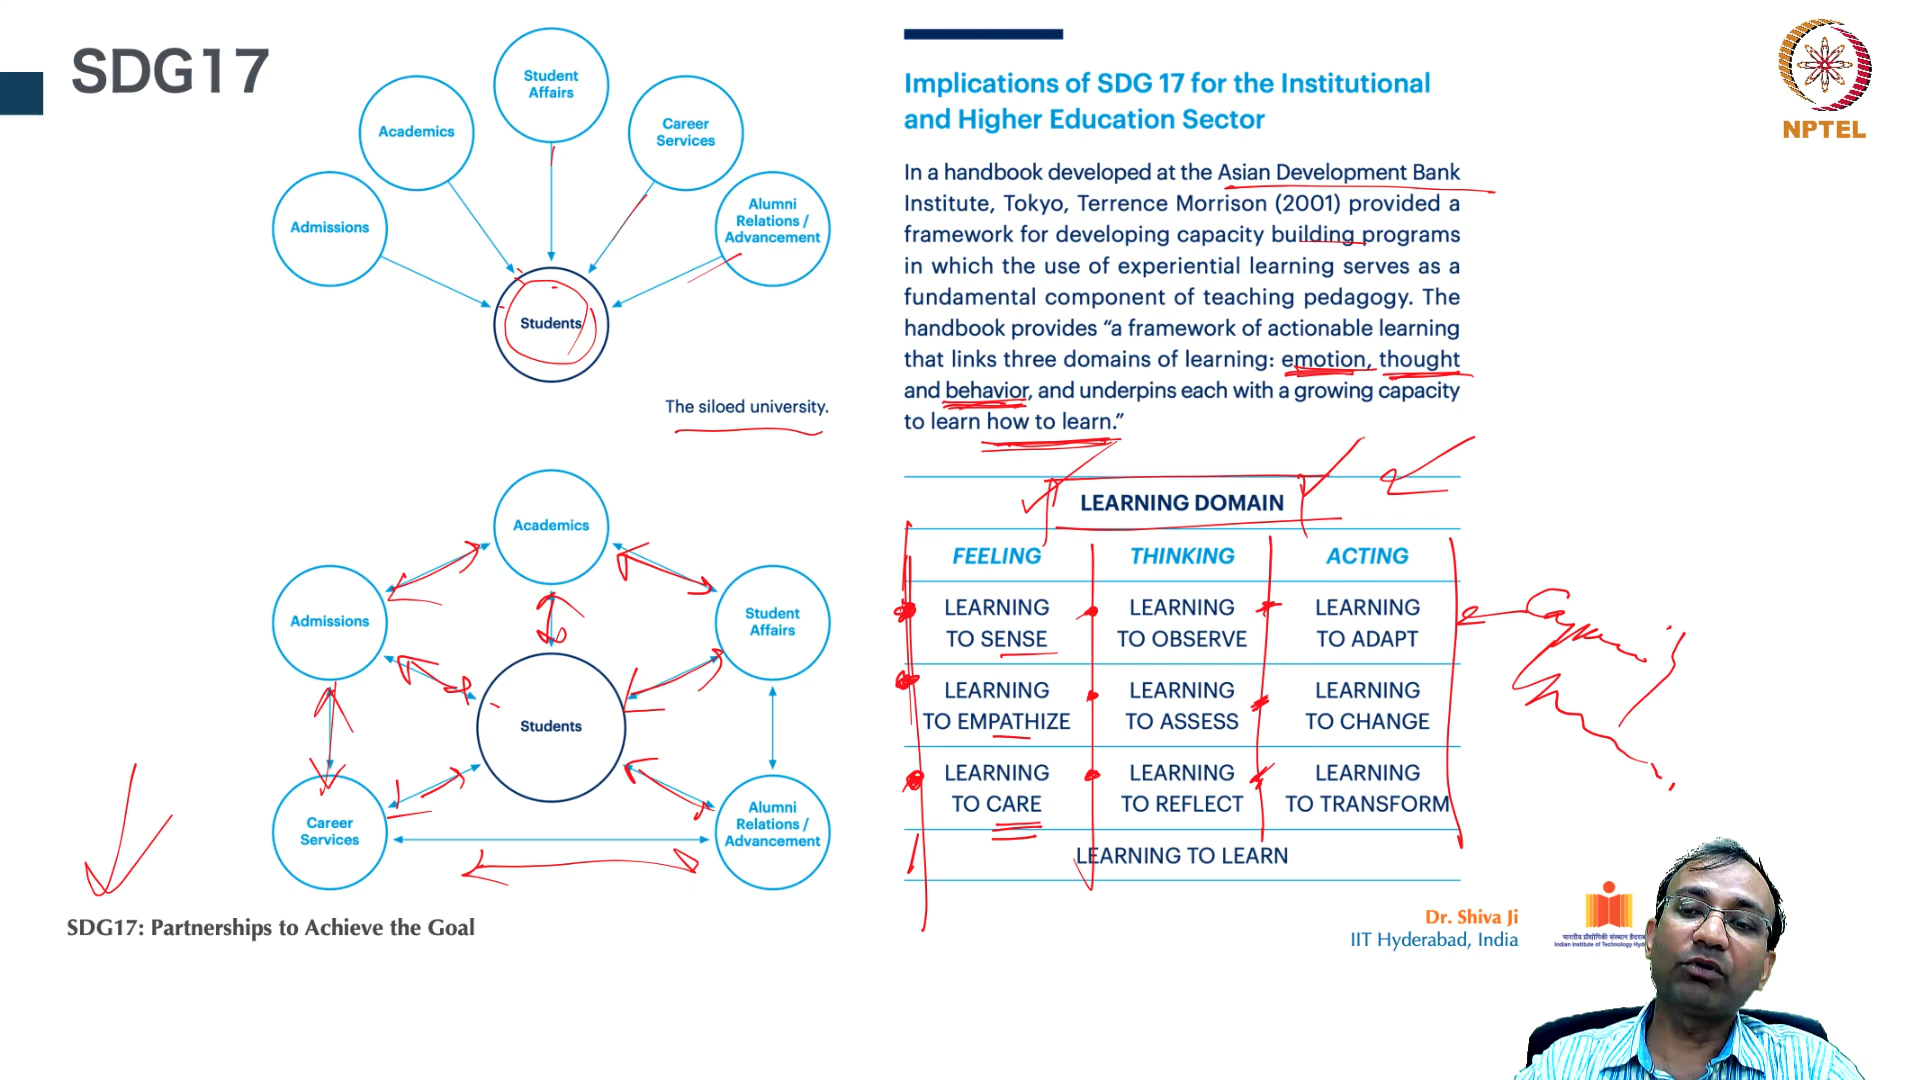 SDG17
Student
Affairs
Academics
Career
Services
Admissions
Alumni
Relations /
Advancement
Students
The siloed university.
Academics
Admissions
Student
Affairs
Students
Career
Services
Alumni
Relations /
Advancement
SDG17: Partnerships to Achieve the Goal
Implications of SDG 17 for the Institutional
and Higher Education Sector
In a handbook developed at the Asian Development Bank
Institute, Tokyo, Terrence Morrison (2001) provided a
framework for developing capacity building programs
in which the use of experiential learning serves as a
fundamental component of teaching pedagogy. The
handbook provides “a framework of actionable learning
that links three domains of learning: emotion, thought
and behavior, and underpins each with a growing capacity
to learn how to learn.”
LEARNING DOMAIN
FEELING THINKING ACTING
LEARNING TO SENSE
LEARNING TO OBSERVE
LEARNING TO ADAPT
LEARNING TO EMPATHIZE
LEARNING TO ASSESS
LEARNING TO CHANGE
LEARNING TO CARE
LEARNING TO REFLECT
LEARNING TO TRANSFORM
LEARNING TO LEARN
NPTEL
Dr. Shiva Ji
IIT Hyderabad, India